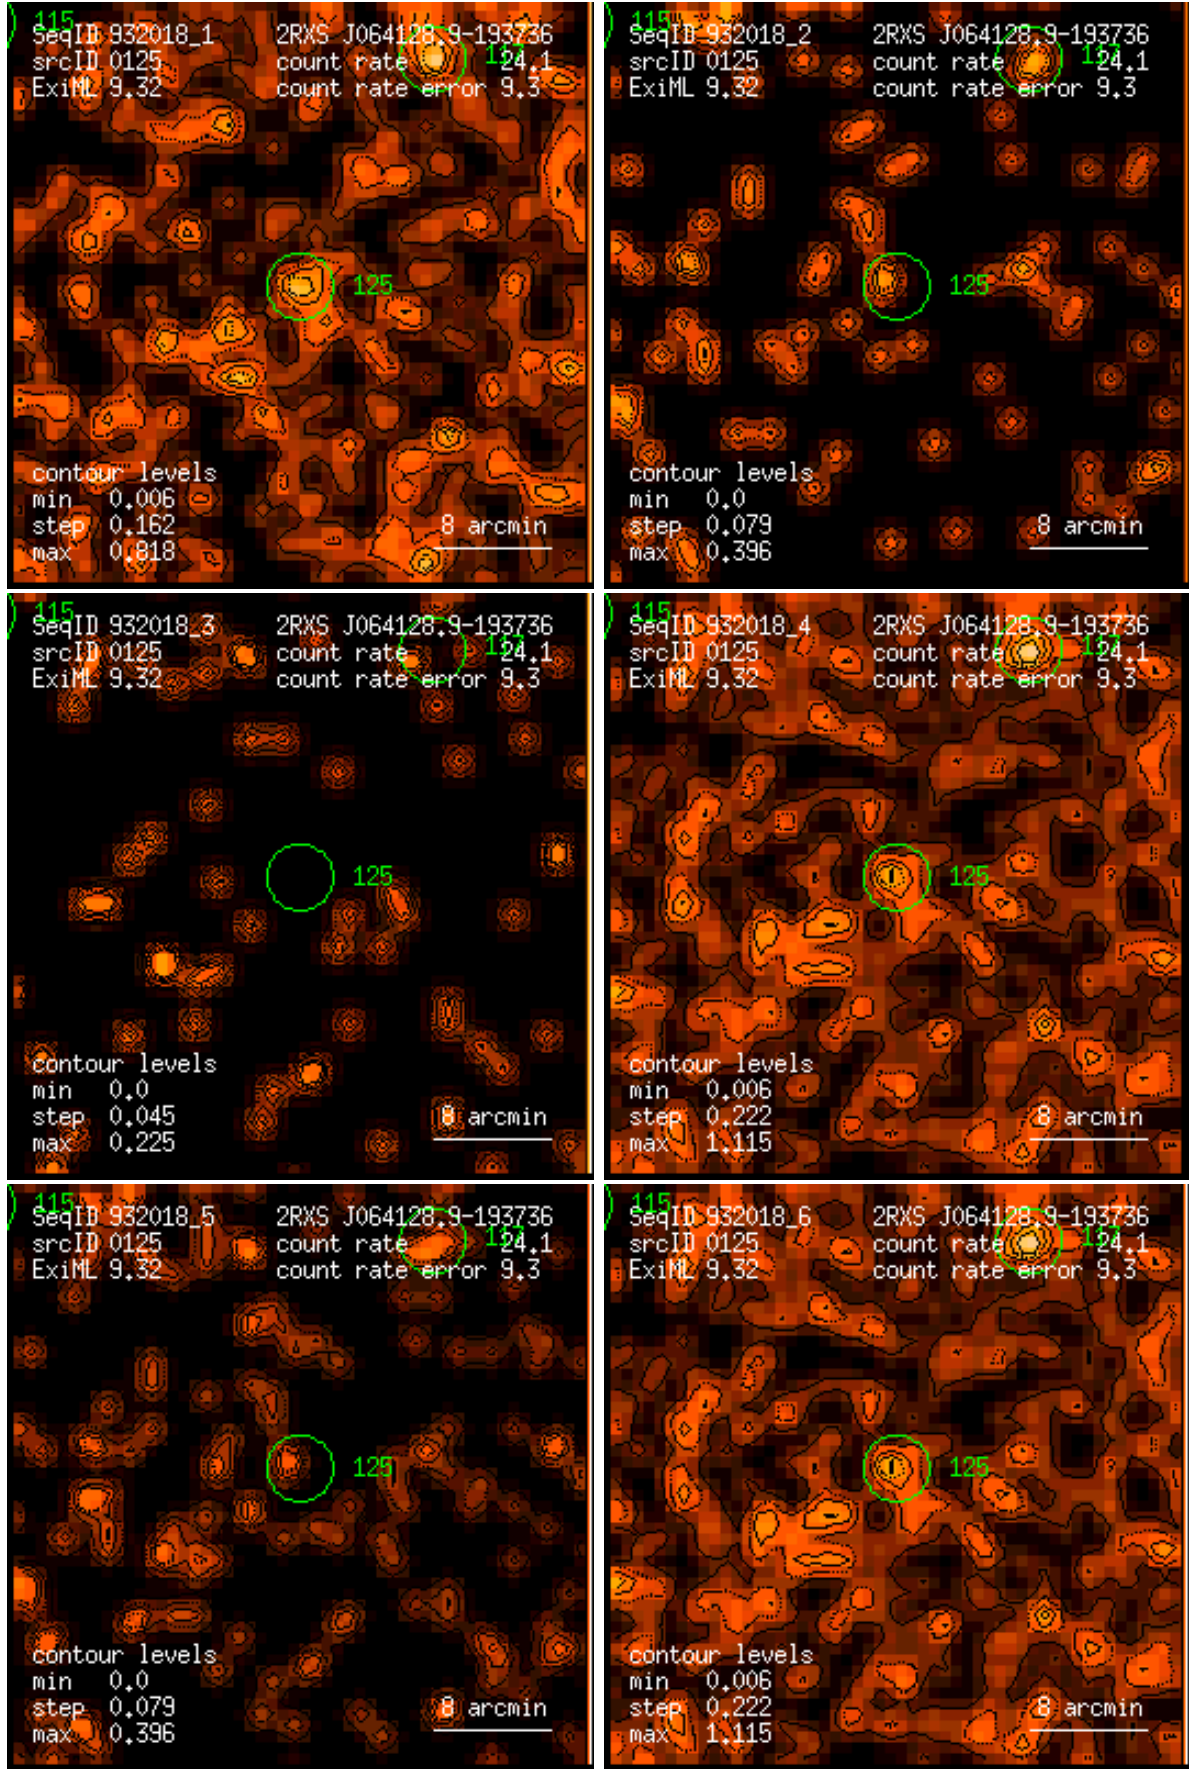 115
SeqID 932018_1 2RXS J064128.9-193736
srcID 0125 count rate 117 24.1
ExiML 9.32 count rate error 9.3
125
contour levels
min 0.006
step 0.162 8 arcmin
max 0.818
115
SeqID 932018_2 2RXS J064128.9-193736
srcID 0125 count rate 117 24.1
ExiML 9.32 count rate error 9.3
125
contour levels
min 0.0
step 0.079 8 arcmin
max 0.396
115
SeqID 932018_3 2RXS J064128.9-193736
srcID 0125 count rate 117 24.1
ExiML 9.32 count rate error 9.3
125
contour levels
min 0.0
step 0.045 8 arcmin
max 0.225
115
SeqID 932018_4 2RXS J064128.9-193736
srcID 0125 count rate 117 24.1
ExiML 9.32 count rate error 9.3
125
contour levels
min 0.006
step 0.222 8 arcmin
max 1.115
115
SeqID 932018_5 2RXS J064128.9-193736
srcID 0125 count rate 117 24.1
ExiML 9.32 count rate error 9.3
125
contour levels
min 0.0
step 0.079 8 arcmin
max 0.396
115
SeqID 932018_6 2RXS J064128.9-193736
srcID 0125 count rate 117 24.1
ExiML 9.32 count rate error 9.3
125
contour levels
min 0.006
step 0.222 8 arcmin
max 1.115